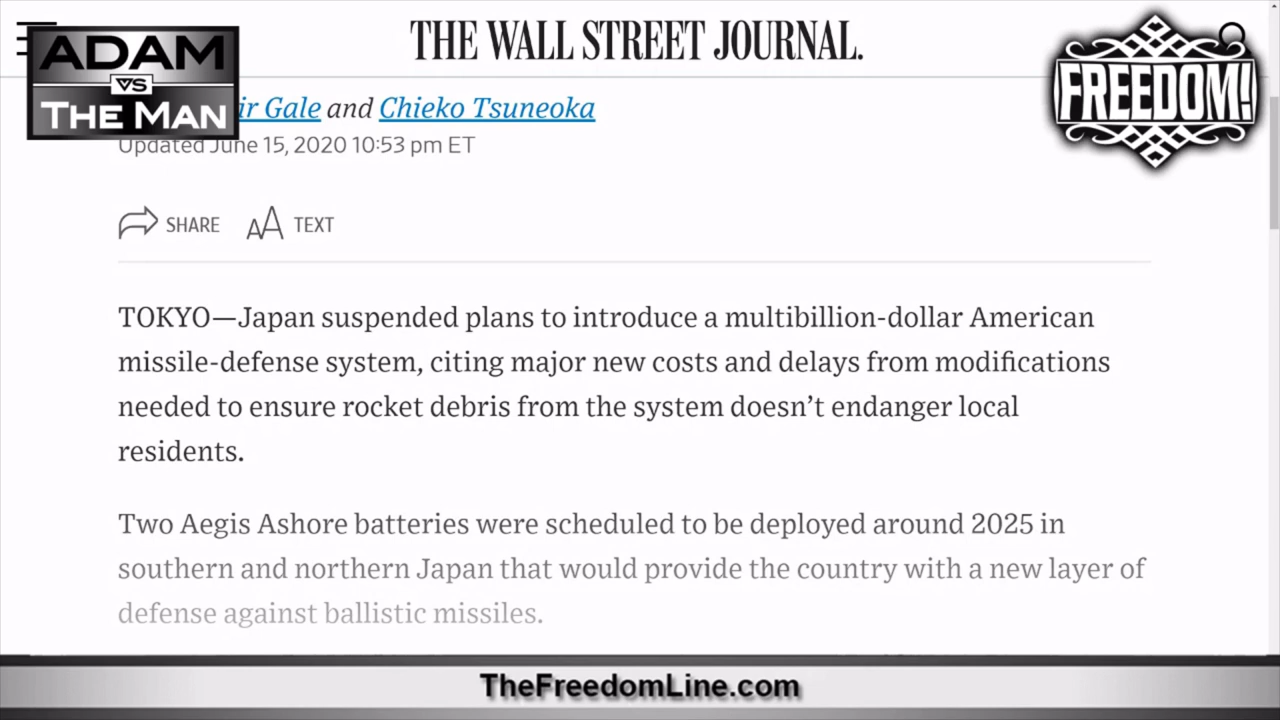 THE WALL STREET JOURNAL.
ADAM
VS
THE MAN
FREEDOM!
ir Gale and Chieko Tsuneoka
Updated June 15, 2020 10:53 pm ET
SHARE
AA TEXT
TOKYO—Japan suspended plans to introduce a multibillion-dollar American
missile-defense system, citing major new costs and delays from modifications
needed to ensure rocket debris from the system doesn’t endanger local
residents.
Two Aegis Ashore batteries were scheduled to be deployed around 2025 in
southern and northern Japan that would provide the country with a new layer of
defense against ballistic missiles.
TheFreedomLine.com